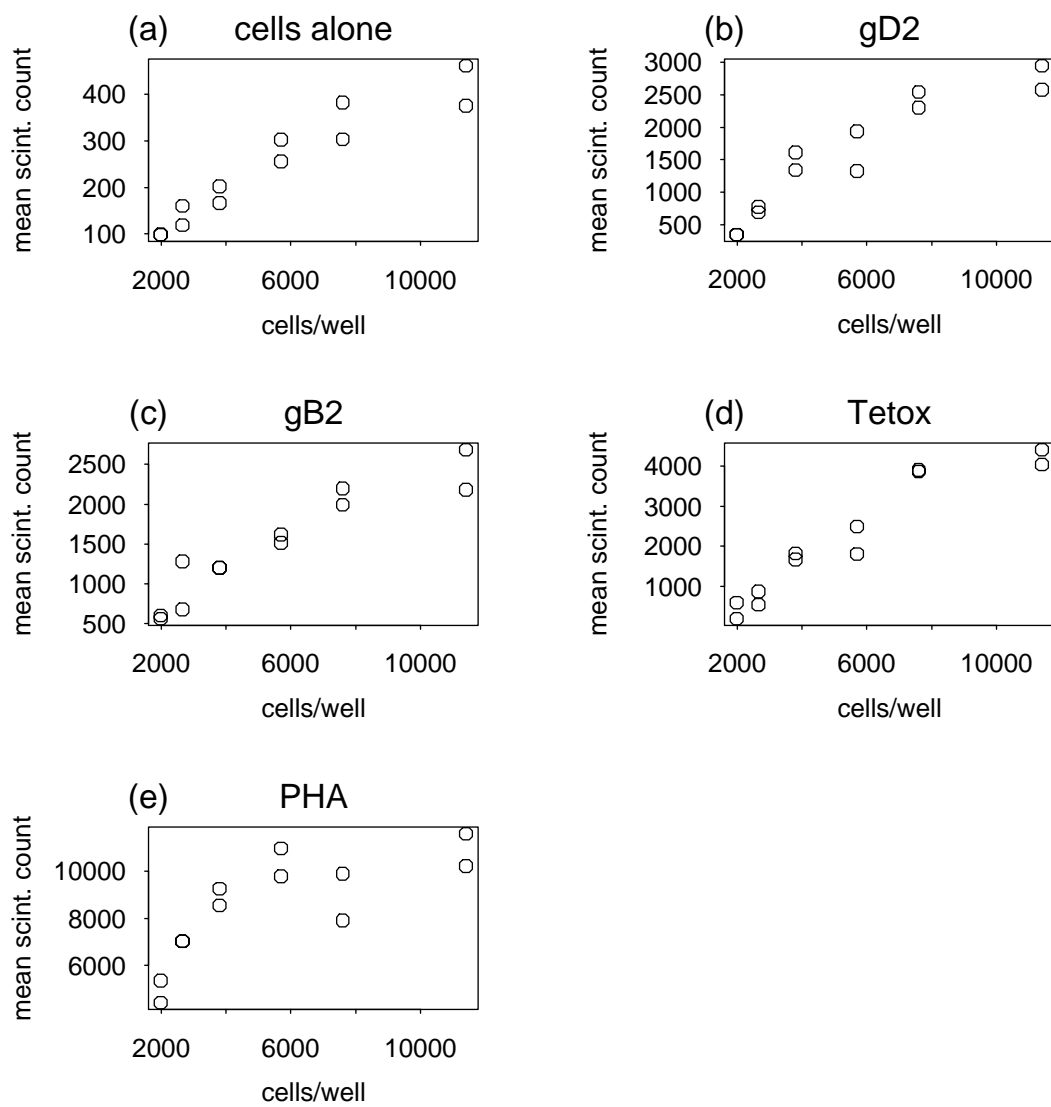 (a) cells alone
mean scint. count
400
300
200
100
2000 6000 10000
cells/well
(b) gD2
mean scint. count
3000
2500
2000
1500
1000
500
2000 6000 10000
cells/well
(c) gB2
mean scint. count
2500
2000
1500
1000
500
2000 6000 10000
cells/well
(d) Tetox
mean scint. count
4000
3000
2000
1000
2000 6000 10000
cells/well
(e) PHA
mean scint. count
10000
8000
6000
2000 6000 10000
cells/well